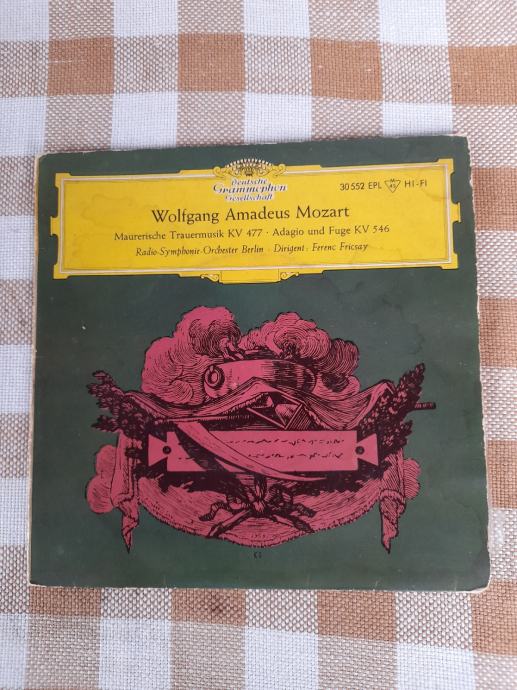 Deutsche
Grammophon
Gesellschaft
30 552 EPL M 45 HI-FI
Wolfgang Amadeus Mozart
Maurerische Trauermusik KV 477 · Adagio und Fuge KV 546
Radio-Symphonie-Orchester Berlin · Dirigent: Ferenc Fricsay